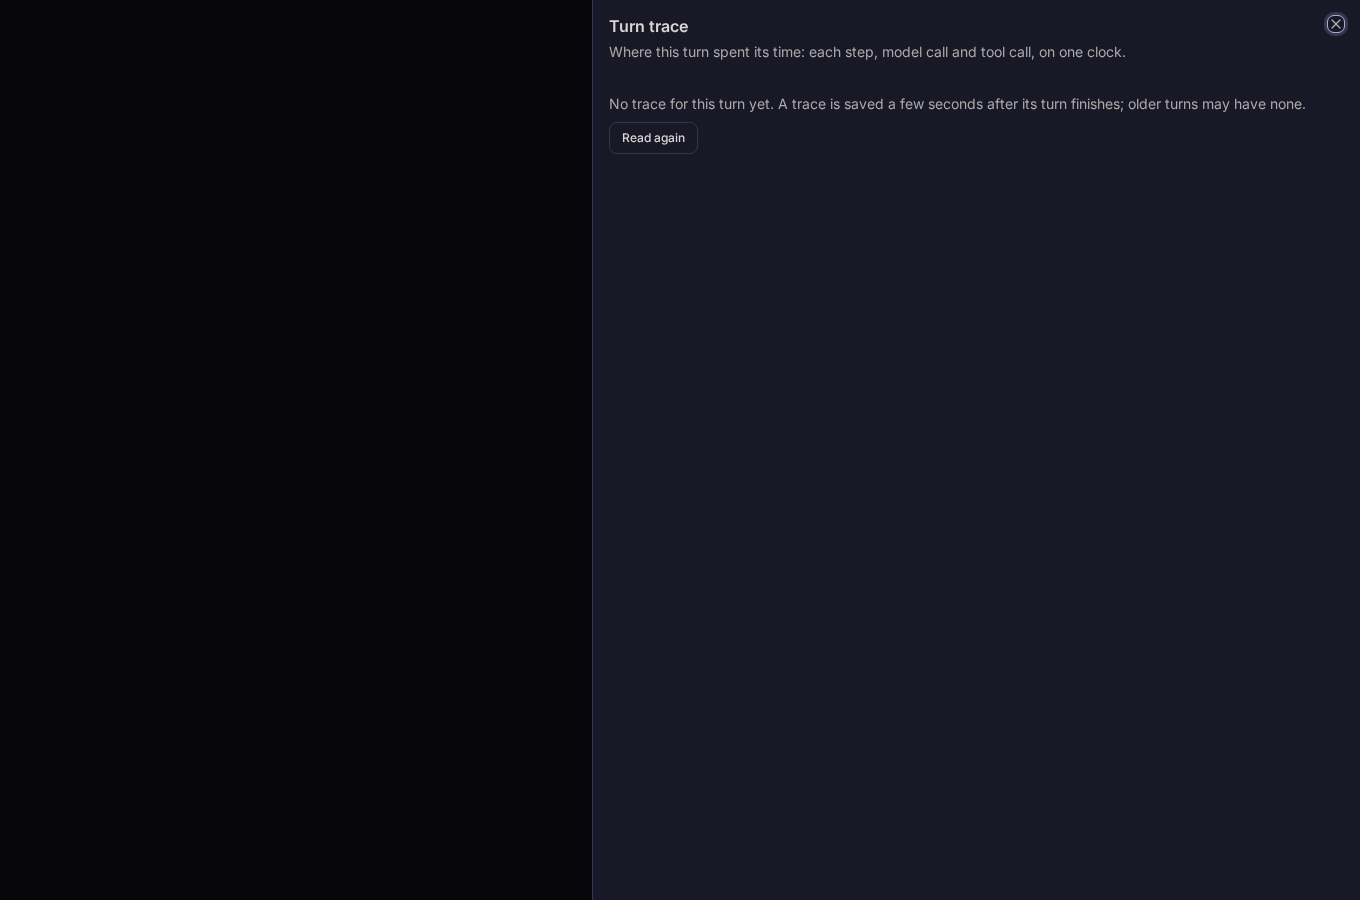 Turn trace
Where this turn spent its time: each step, model call and tool call, on one clock.
No trace for this turn yet. A trace is saved a few seconds after its turn finishes; older turns may have none.
Read again